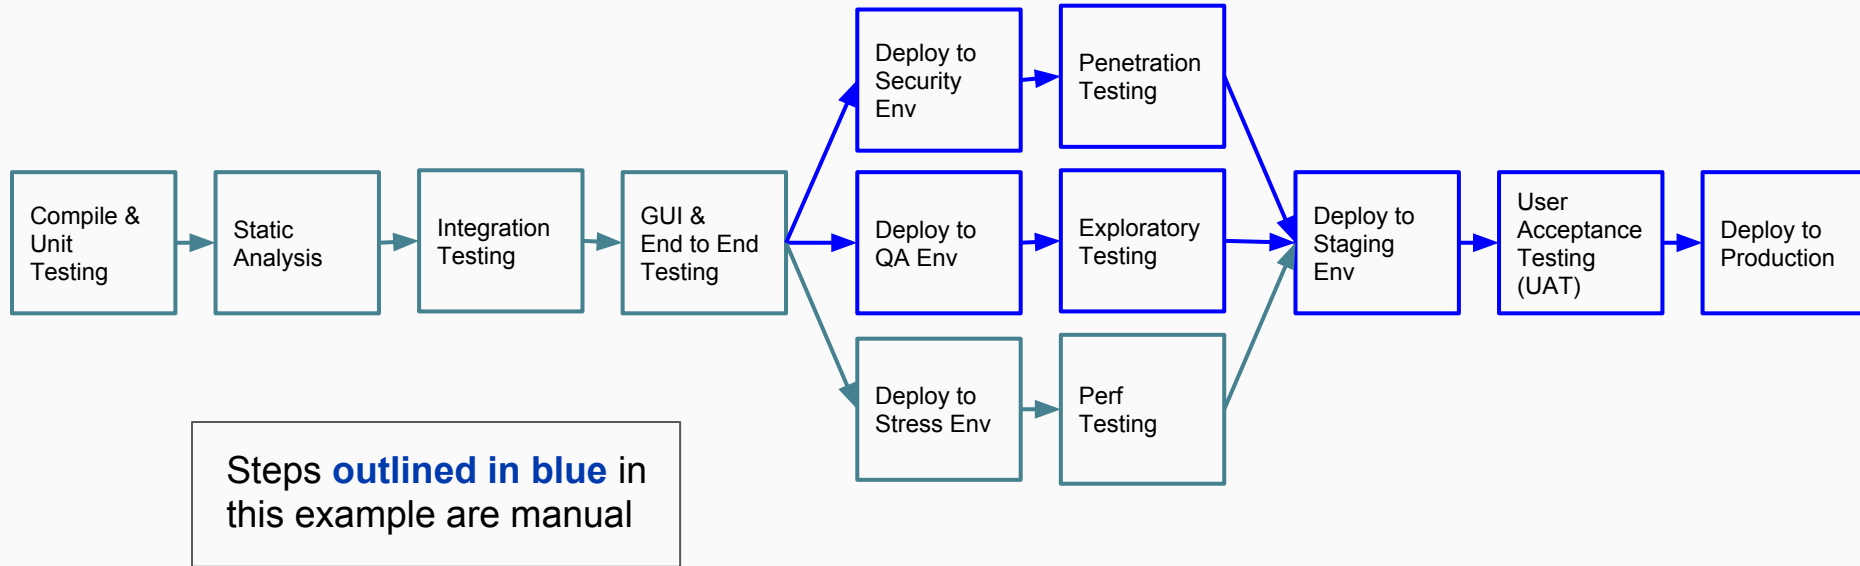 Compile &
Unit
Testing
Static
Analysis
Integration
Testing
GUI &
End to End
Testing
Deploy to
Security
Env
Penetration
Testing
Deploy to
QA Env
Exploratory
Testing
Deploy to
Stress Env
Perf
Testing
Deploy to
Staging
Env
User
Acceptance
Testing
(UAT)
Deploy to
Production
Steps outlined in blue in
this example are manual